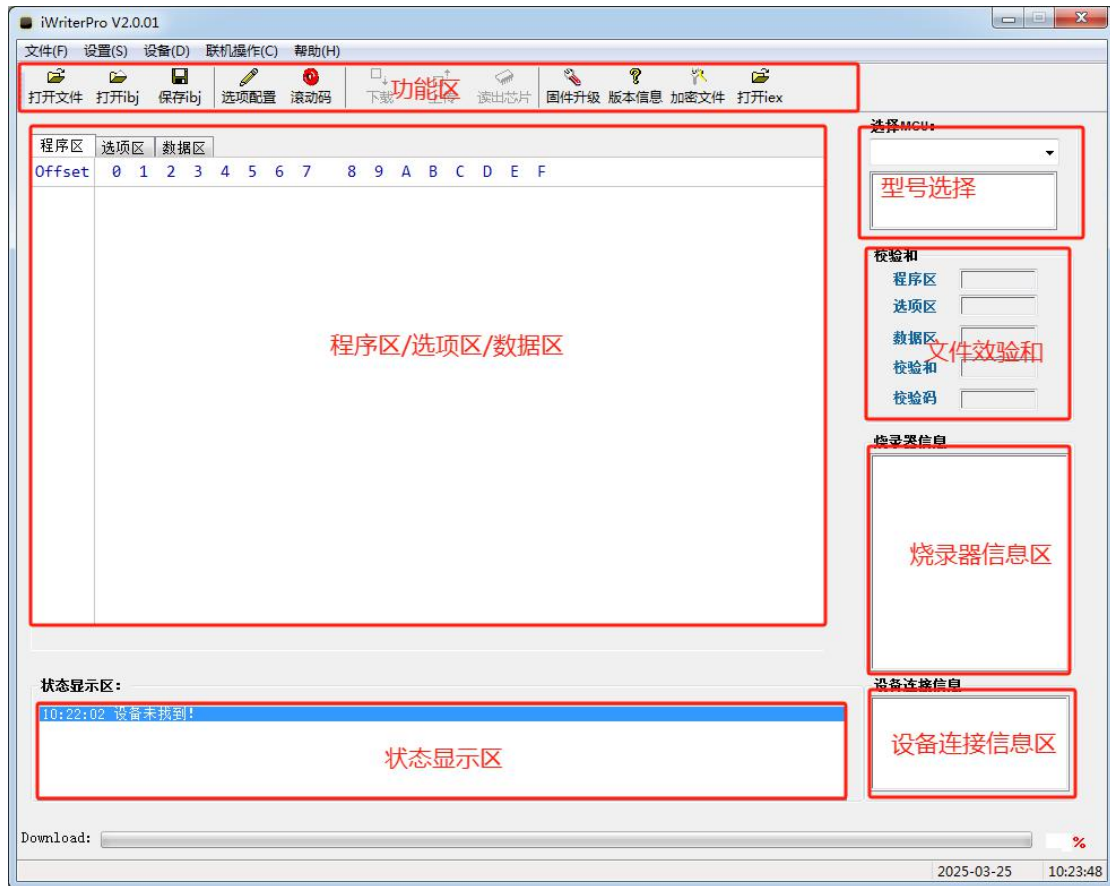 iWriterPro V2.0.01
文件(F) 设置(S) 设备(D) 联机操作(C) 帮助(H)
打开文件 打开ibj 保存ibj 选项配置 滚动码 下载 读出芯片 固件升级 版本信息 加密文件 打开iex
功能区
选择MCU:
型号选择
程序区 选项区 数据区
Offset 0 1 2 3 4 5 6 7 8 9 A B C D E F
程序区/选项区/数据区
校验和
程序区
选项区
数据区
校验和
校验码
文件效验和
烧录器信息
烧录器信息区
状态显示区:
10:22:02 设备未找到!
状态显示区
设备连接信息
设备连接信息区
Download:
%
2025-03-25 10:23:48